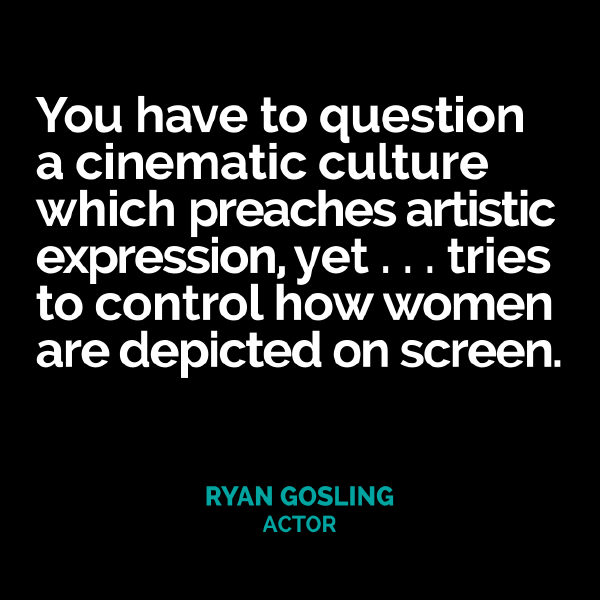 You have to question
a cinematic culture
which preaches artistic
expression, yet . . . tries
to control how women
are depicted on screen.
RYAN GOSLING
ACTOR